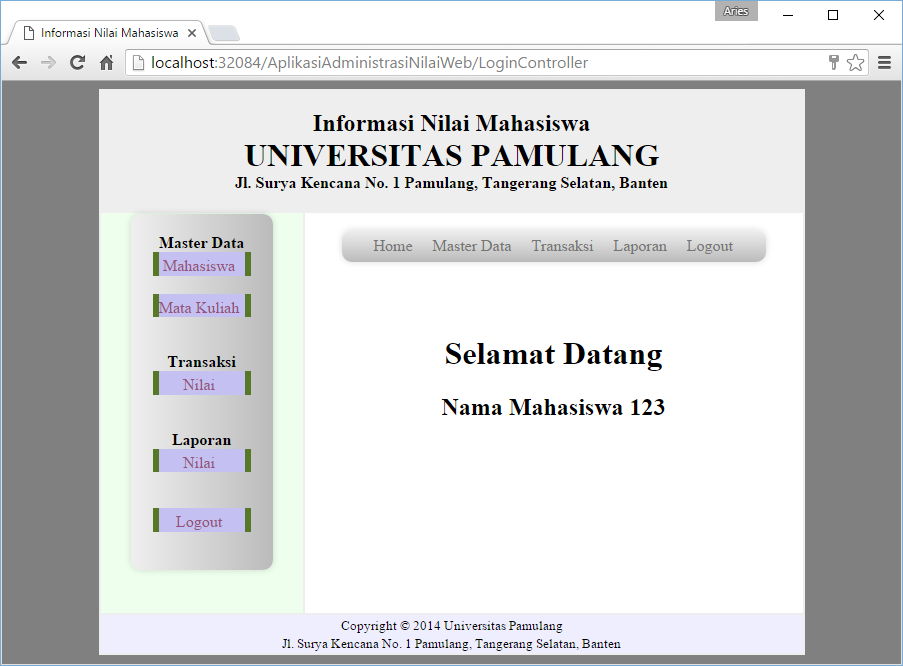 Aries
Informasi Nilai Mahasiswa
localhost:32084/AplikasiAdministrasiNilaiWeb/LoginController
Informasi Nilai Mahasiswa
UNIVERSITAS PAMULANG
Jl. Surya Kencana No. 1 Pamulang, Tangerang Selatan, Banten
Master Data
Mahasiswa
Mata Kuliah
Transaksi
Nilai
Laporan
Nilai
Logout
Home Master Data Transaksi Laporan Logout
Selamat Datang
Nama Mahasiswa 123
Copyright © 2014 Universitas Pamulang
Jl. Surya Kencana No. 1 Pamulang, Tangerang Selatan, Banten